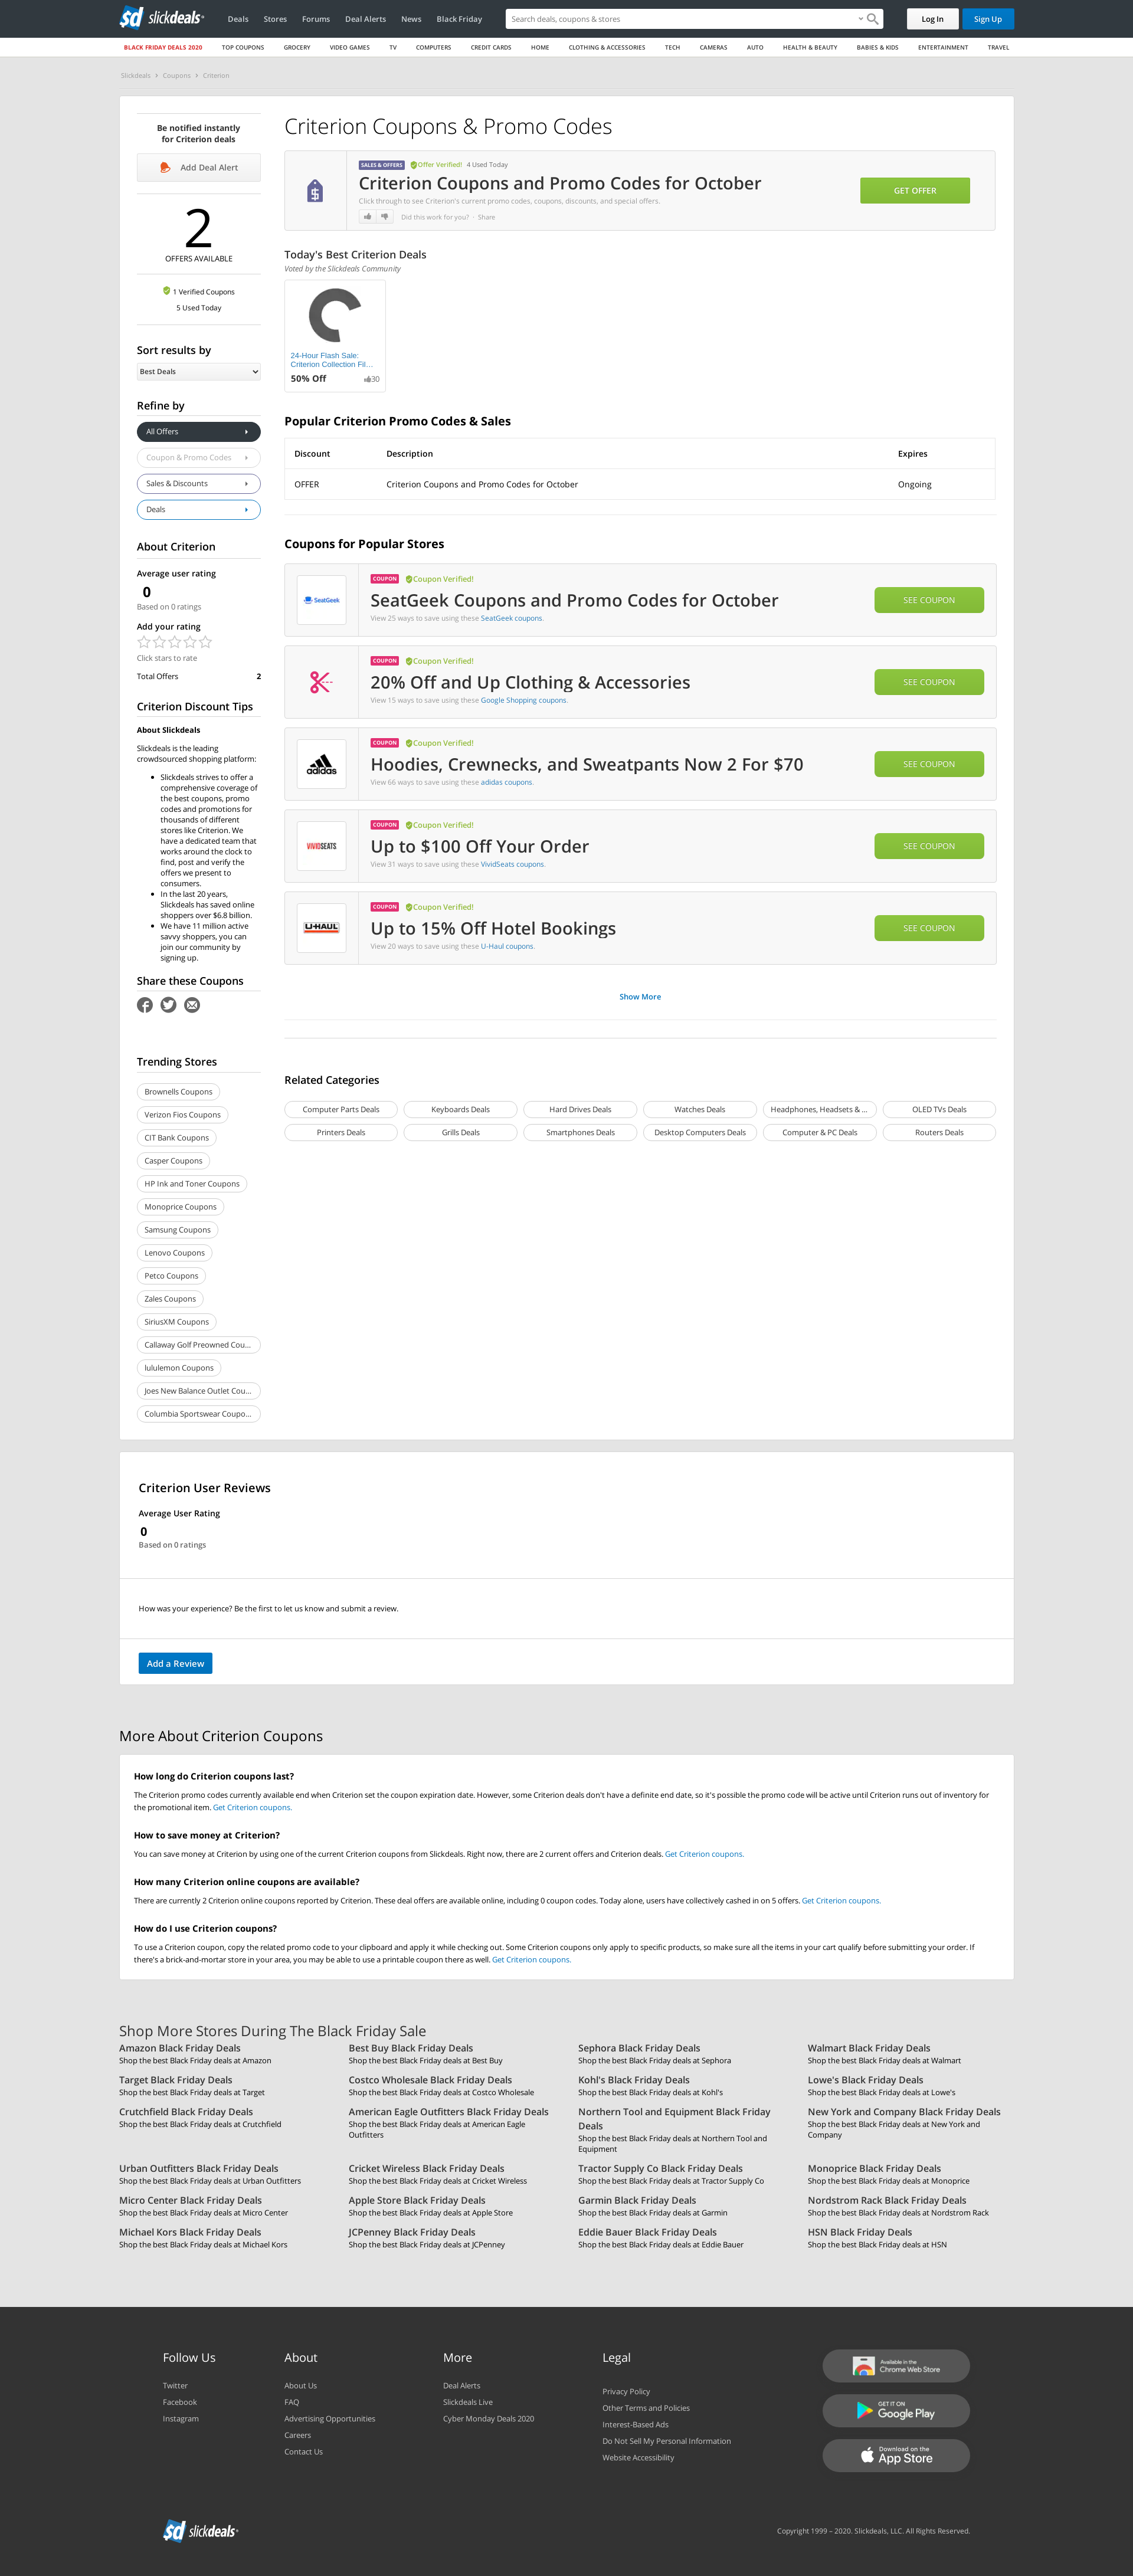 slickdeals
Deals
Stores
Forums
Deal Alerts
News
Black Friday
Search deals, coupons & stores
Log In
Sign Up
BLACK FRIDAY DEALS 2020
TOP COUPONS
GROCERY
VIDEO GAMES
TV
COMPUTERS
CREDIT CARDS
HOME
CLOTHING & ACCESSORIES
TECH
CAMERAS
AUTO
HEALTH & BEAUTY
BABIES & KIDS
ENTERTAINMENT
TRAVEL
Slickdeals
Coupons
Criterion
Be notified instantly
for Criterion deals
Add Deal Alert
2
OFFERS AVAILABLE
1 Verified Coupons
5 Used Today
Sort results by
Best Deals
Refine by
All Offers
Coupon & Promo Codes
Sales & Discounts
Deals
About Criterion
Average user rating
0
Based on 0 ratings
Add your rating
Click stars to rate
Total Offers 2
Criterion Discount Tips
About Slickdeals
Slickdeals is the leading
crowdsourced shopping platform:
Slickdeals strives to offer a
comprehensive coverage of
the best coupons, promo
codes and promotions for
thousands of different
stores like Criterion. We
have a dedicated team that
works around the clock to
find, post and verify the
offers we present to
consumers.
In the last 20 years,
Slickdeals has saved online
shoppers over $6.8 billion.
We have 11 million active
savvy shoppers, you can
join our community by
signing up.
Share these Coupons
Trending Stores
Brownells Coupons
Verizon Fios Coupons
CIT Bank Coupons
Casper Coupons
HP Ink and Toner Coupons
Monoprice Coupons
Samsung Coupons
Lenovo Coupons
Petco Coupons
Zales Coupons
SiriusXM Coupons
Callaway Golf Preowned Cou...
lululemon Coupons
Joes New Balance Outlet Cou...
Columbia Sportswear Coupo...
Criterion Coupons & Promo Codes
SALES & OFFERS
Offer Verified!
4 Used Today
Criterion Coupons and Promo Codes for October
Click through to see Criterion's current promo codes, coupons, discounts, and special offers.
Did this work for you? · Share
GET OFFER
Today's Best Criterion Deals
Voted by the Slickdeals Community
24-Hour Flash Sale:
Criterion Collection Fil...
50% Off
30
Popular Criterion Promo Codes & Sales
Discount
Description
Expires
OFFER
Criterion Coupons and Promo Codes for October
Ongoing
Coupons for Popular Stores
SeatGeek
COUPON
Coupon Verified!
SeatGeek Coupons and Promo Codes for October
View 25 ways to save using these SeatGeek coupons.
SEE COUPON
COUPON
Coupon Verified!
20% Off and Up Clothing & Accessories
View 15 ways to save using these Google Shopping coupons.
SEE COUPON
adidas
COUPON
Coupon Verified!
Hoodies, Crewnecks, and Sweatpants Now 2 For $70
View 66 ways to save using these adidas coupons.
SEE COUPON
VIVIDSEATS
COUPON
Coupon Verified!
Up to $100 Off Your Order
View 31 ways to save using these VividSeats coupons.
SEE COUPON
U-HAUL
COUPON
Coupon Verified!
Up to 15% Off Hotel Bookings
View 20 ways to save using these U-Haul coupons.
SEE COUPON
Show More
Related Categories
Computer Parts Deals
Keyboards Deals
Hard Drives Deals
Watches Deals
Headphones, Headsets & ...
OLED TVs Deals
Printers Deals
Grills Deals
Smartphones Deals
Desktop Computers Deals
Computer & PC Deals
Routers Deals
Criterion User Reviews
Average User Rating
0
Based on 0 ratings
How was your experience? Be the first to let us know and submit a review.
Add a Review
More About Criterion Coupons
How long do Criterion coupons last?
The Criterion promo codes currently available end when Criterion set the coupon expiration date. However, some Criterion deals don't have a definite end date, so it's possible the promo code will be active until Criterion runs out of inventory for
the promotional item. Get Criterion coupons.
How to save money at Criterion?
You can save money at Criterion by using one of the current Criterion coupons from Slickdeals. Right now, there are 2 current offers and Criterion deals. Get Criterion coupons.
How many Criterion online coupons are available?
There are currently 2 Criterion online coupons reported by Criterion. These deal offers are available online, including 0 coupon codes. Today alone, users have collectively cashed in on 5 offers. Get Criterion coupons.
How do I use Criterion coupons?
To use a Criterion coupon, copy the related promo code to your clipboard and apply it while checking out. Some Criterion coupons only apply to specific products, so make sure all the items in your cart qualify before submitting your order. If
there's a brick-and-mortar store in your area, you may be able to use a printable coupon there as well. Get Criterion coupons.
Shop More Stores During The Black Friday Sale
Amazon Black Friday Deals
Shop the best Black Friday deals at Amazon
Best Buy Black Friday Deals
Shop the best Black Friday deals at Best Buy
Sephora Black Friday Deals
Shop the best Black Friday deals at Sephora
Walmart Black Friday Deals
Shop the best Black Friday deals at Walmart
Target Black Friday Deals
Shop the best Black Friday deals at Target
Costco Wholesale Black Friday Deals
Shop the best Black Friday deals at Costco Wholesale
Kohl's Black Friday Deals
Shop the best Black Friday deals at Kohl's
Lowe's Black Friday Deals
Shop the best Black Friday deals at Lowe's
Crutchfield Black Friday Deals
Shop the best Black Friday deals at Crutchfield
American Eagle Outfitters Black Friday Deals
Shop the best Black Friday deals at American Eagle
Outfitters
Northern Tool and Equipment Black Friday
Deals
Shop the best Black Friday deals at Northern Tool and
Equipment
New York and Company Black Friday Deals
Shop the best Black Friday deals at New York and
Company
Urban Outfitters Black Friday Deals
Shop the best Black Friday deals at Urban Outfitters
Cricket Wireless Black Friday Deals
Shop the best Black Friday deals at Cricket Wireless
Tractor Supply Co Black Friday Deals
Shop the best Black Friday deals at Tractor Supply Co
Monoprice Black Friday Deals
Shop the best Black Friday deals at Monoprice
Micro Center Black Friday Deals
Shop the best Black Friday deals at Micro Center
Apple Store Black Friday Deals
Shop the best Black Friday deals at Apple Store
Garmin Black Friday Deals
Shop the best Black Friday deals at Garmin
Nordstrom Rack Black Friday Deals
Shop the best Black Friday deals at Nordstrom Rack
Michael Kors Black Friday Deals
Shop the best Black Friday deals at Michael Kors
JCPenney Black Friday Deals
Shop the best Black Friday deals at JCPenney
Eddie Bauer Black Friday Deals
Shop the best Black Friday deals at Eddie Bauer
HSN Black Friday Deals
Shop the best Black Friday deals at HSN
Follow Us
Twitter
Facebook
Instagram
About
About Us
FAQ
Advertising Opportunities
Careers
Contact Us
More
Deal Alerts
Slickdeals Live
Cyber Monday Deals 2020
Legal
Privacy Policy
Other Terms and Policies
Interest-Based Ads
Do Not Sell My Personal Information
Website Accessibility
Available in the
Chrome Web Store
GET IT ON
Google Play
Download on the
App Store
slickdeals
Copyright 1999 – 2020. Slickdeals, LLC. All Rights Reserved.